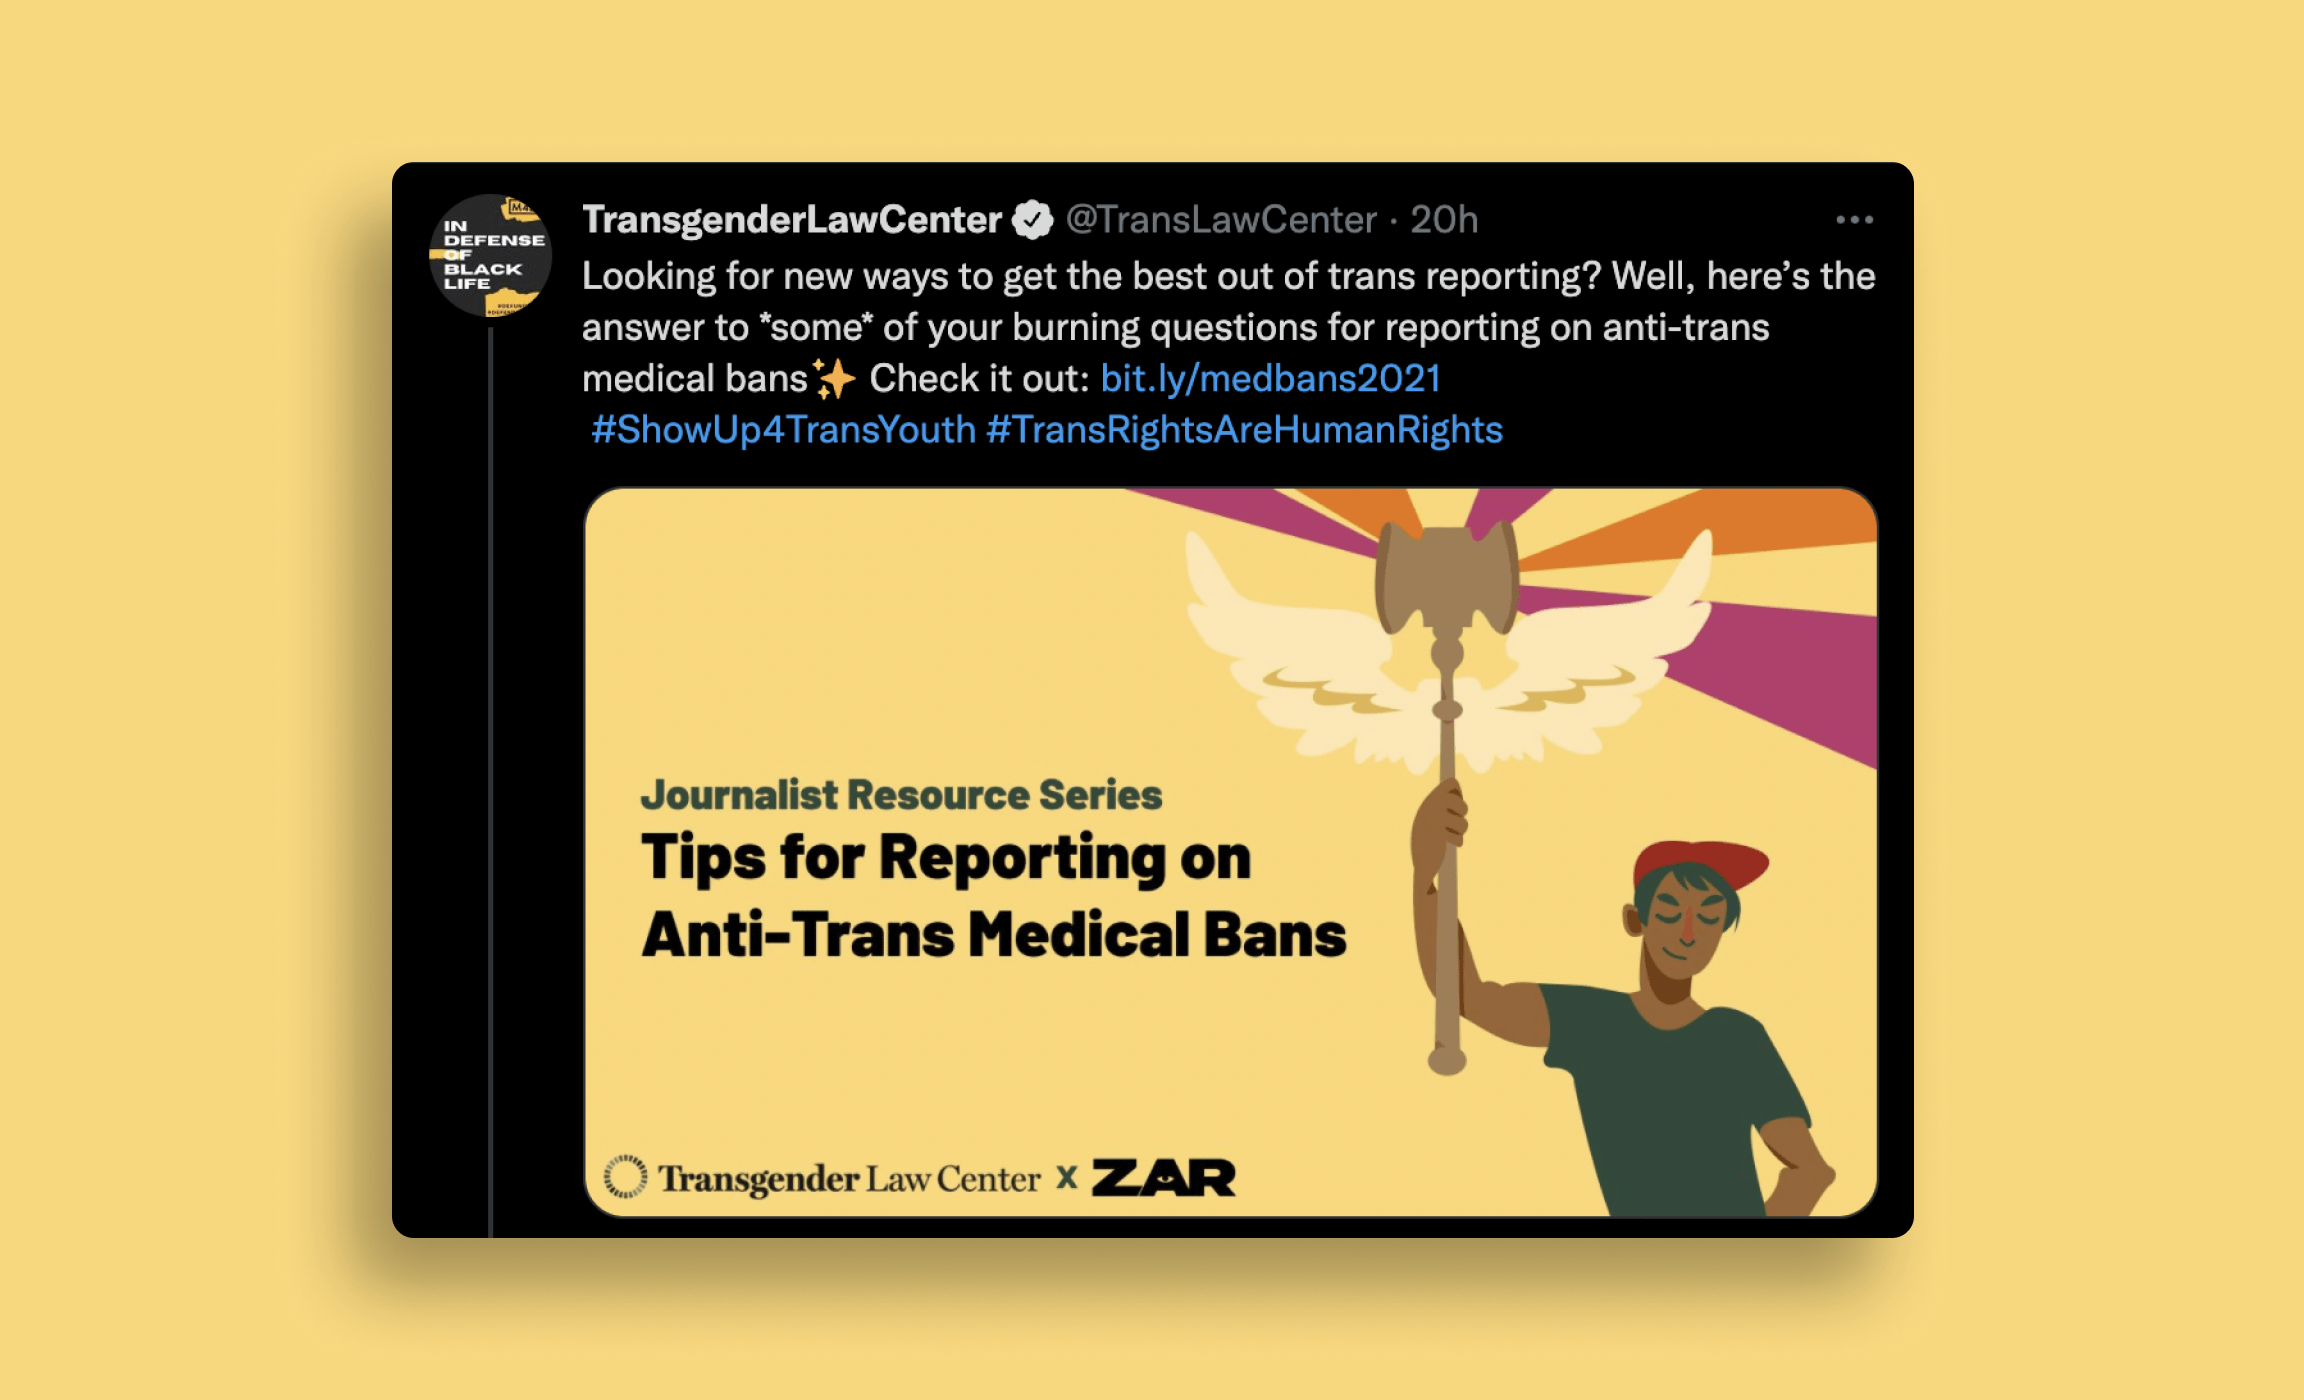 IN
DEFENSE
OF
BLACK
LIFE
TransgenderLawCenter @TransLawCenter · 20h
Looking for new ways to get the best out of trans reporting? Well, here’s the
answer to *some* of your burning questions for reporting on anti-trans
medical bans✨ Check it out: bit.ly/medbans2021
#ShowUp4TransYouth #TransRightsAreHumanRights
Journalist Resource Series
Tips for Reporting on
Anti-Trans Medical Bans
Transgender Law Center X ZAR